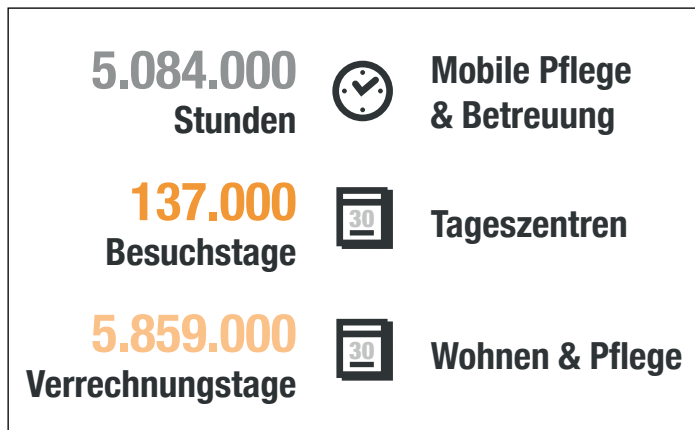 5.084.000
Stunden
Mobile Pflege
& Betreuung
137.000
Besuchstage
30
Tageszentren
5.859.000
Verrechnungstage
30
Wohnen & Pflege